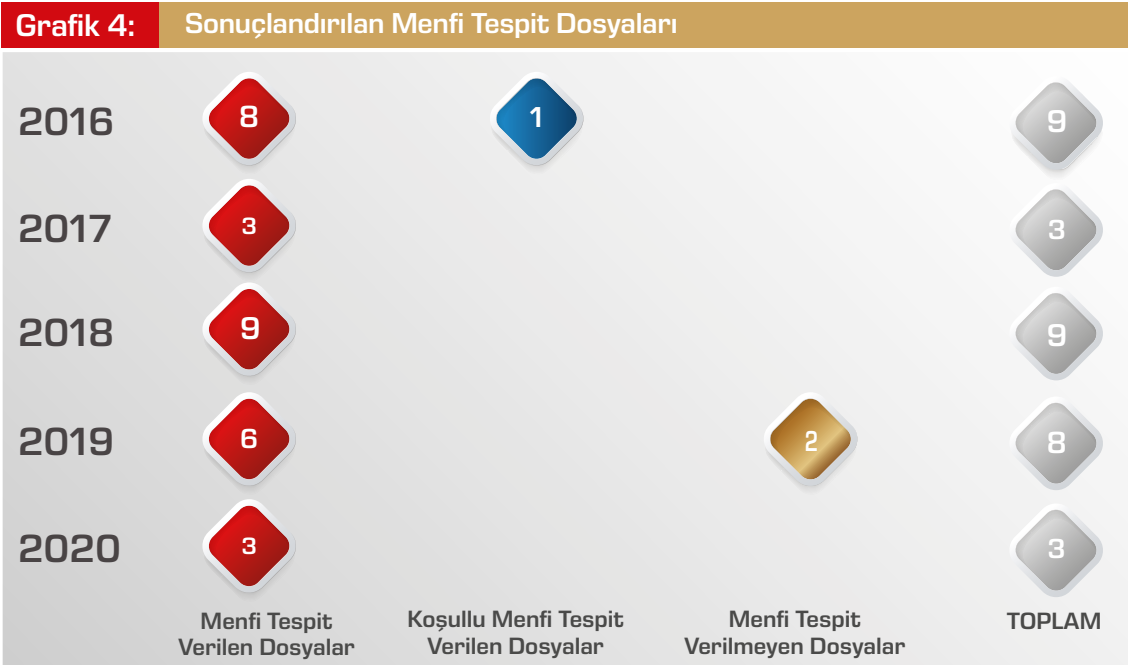 Grafik 4: Sonuçlandırılan Menfi Tespit Dosyaları
2016 8 1 9
2017 3 3
2018 9 9
2019 6 2 8
2020 3 3
Menfi Tespit
Verilen Dosyalar
Koşullu Menfi Tespit
Verilen Dosyalar
Menfi Tespit
Verilmeyen Dosyalar
TOPLAM